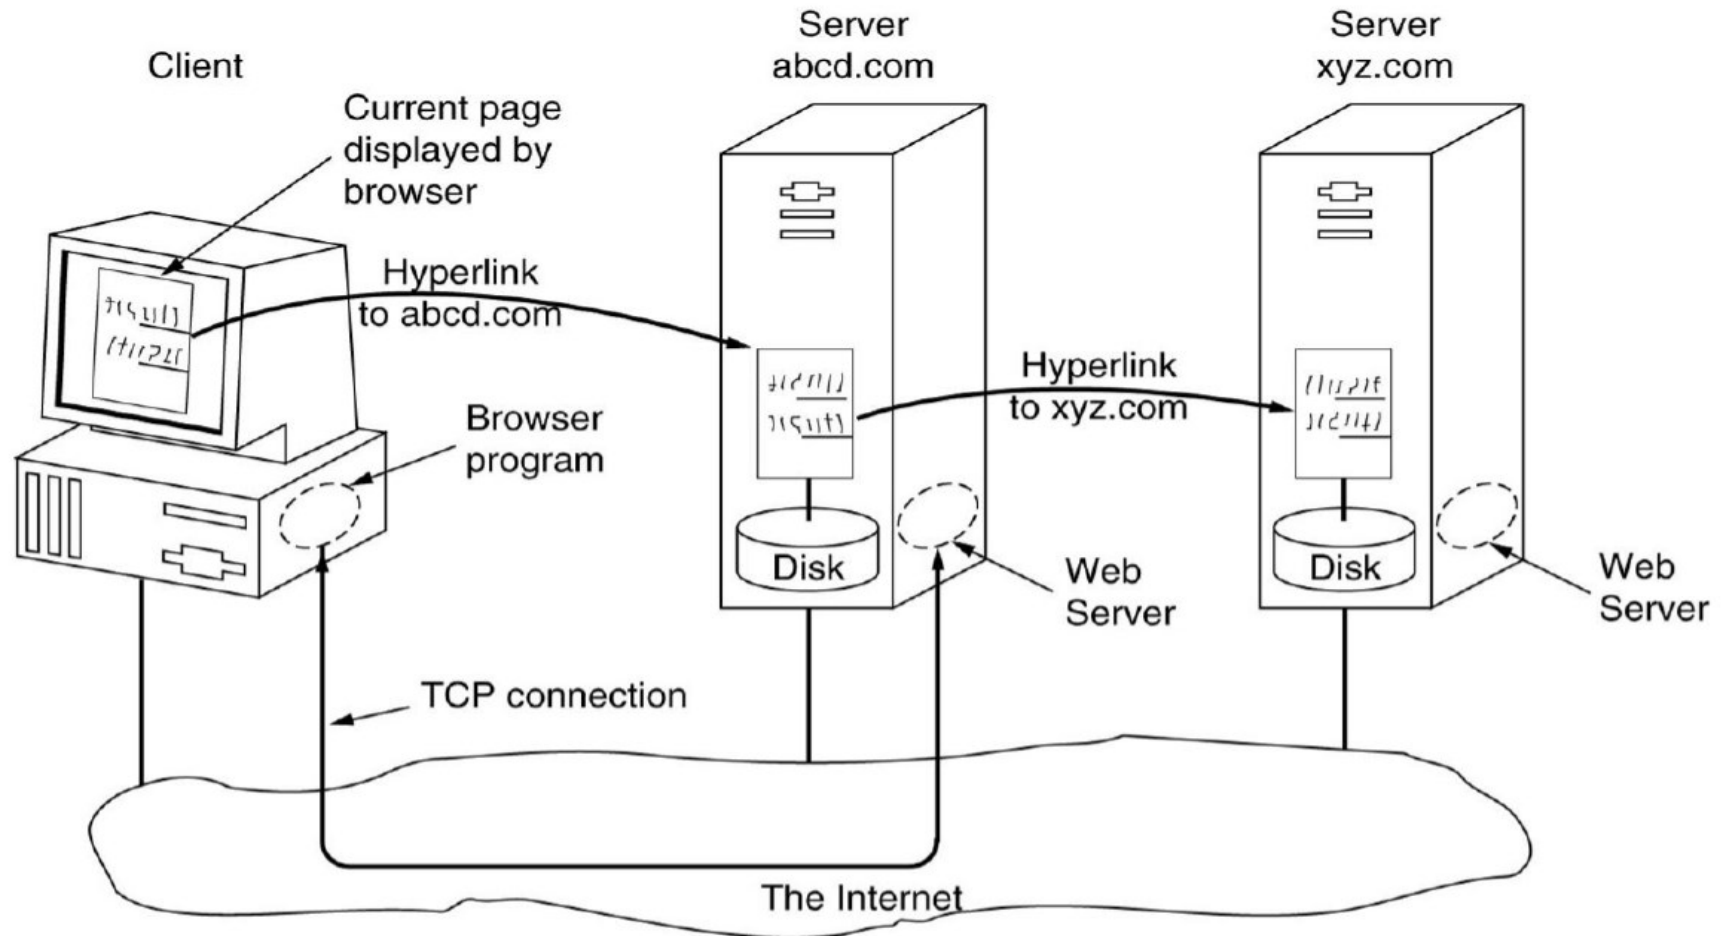 Client
Server
abcd.com
Server
xyz.com
Current page
displayed by
browser
Hyperlink
to abcd.com
Hyperlink
to xyz.com
Browser
program
Disk
Web
Server
Disk
Web
Server
TCP connection
The Internet